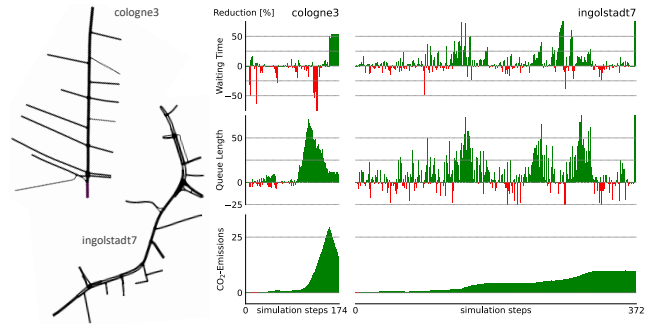 cologne3
ingolstadt7
Reduction [%] cologne3 ingolstadt7
Waiting Time
50
0
−50
Queue Length
50
0
−25
CO₂-Emissions
25
0
0 simulation steps 174
0 simulation steps 372